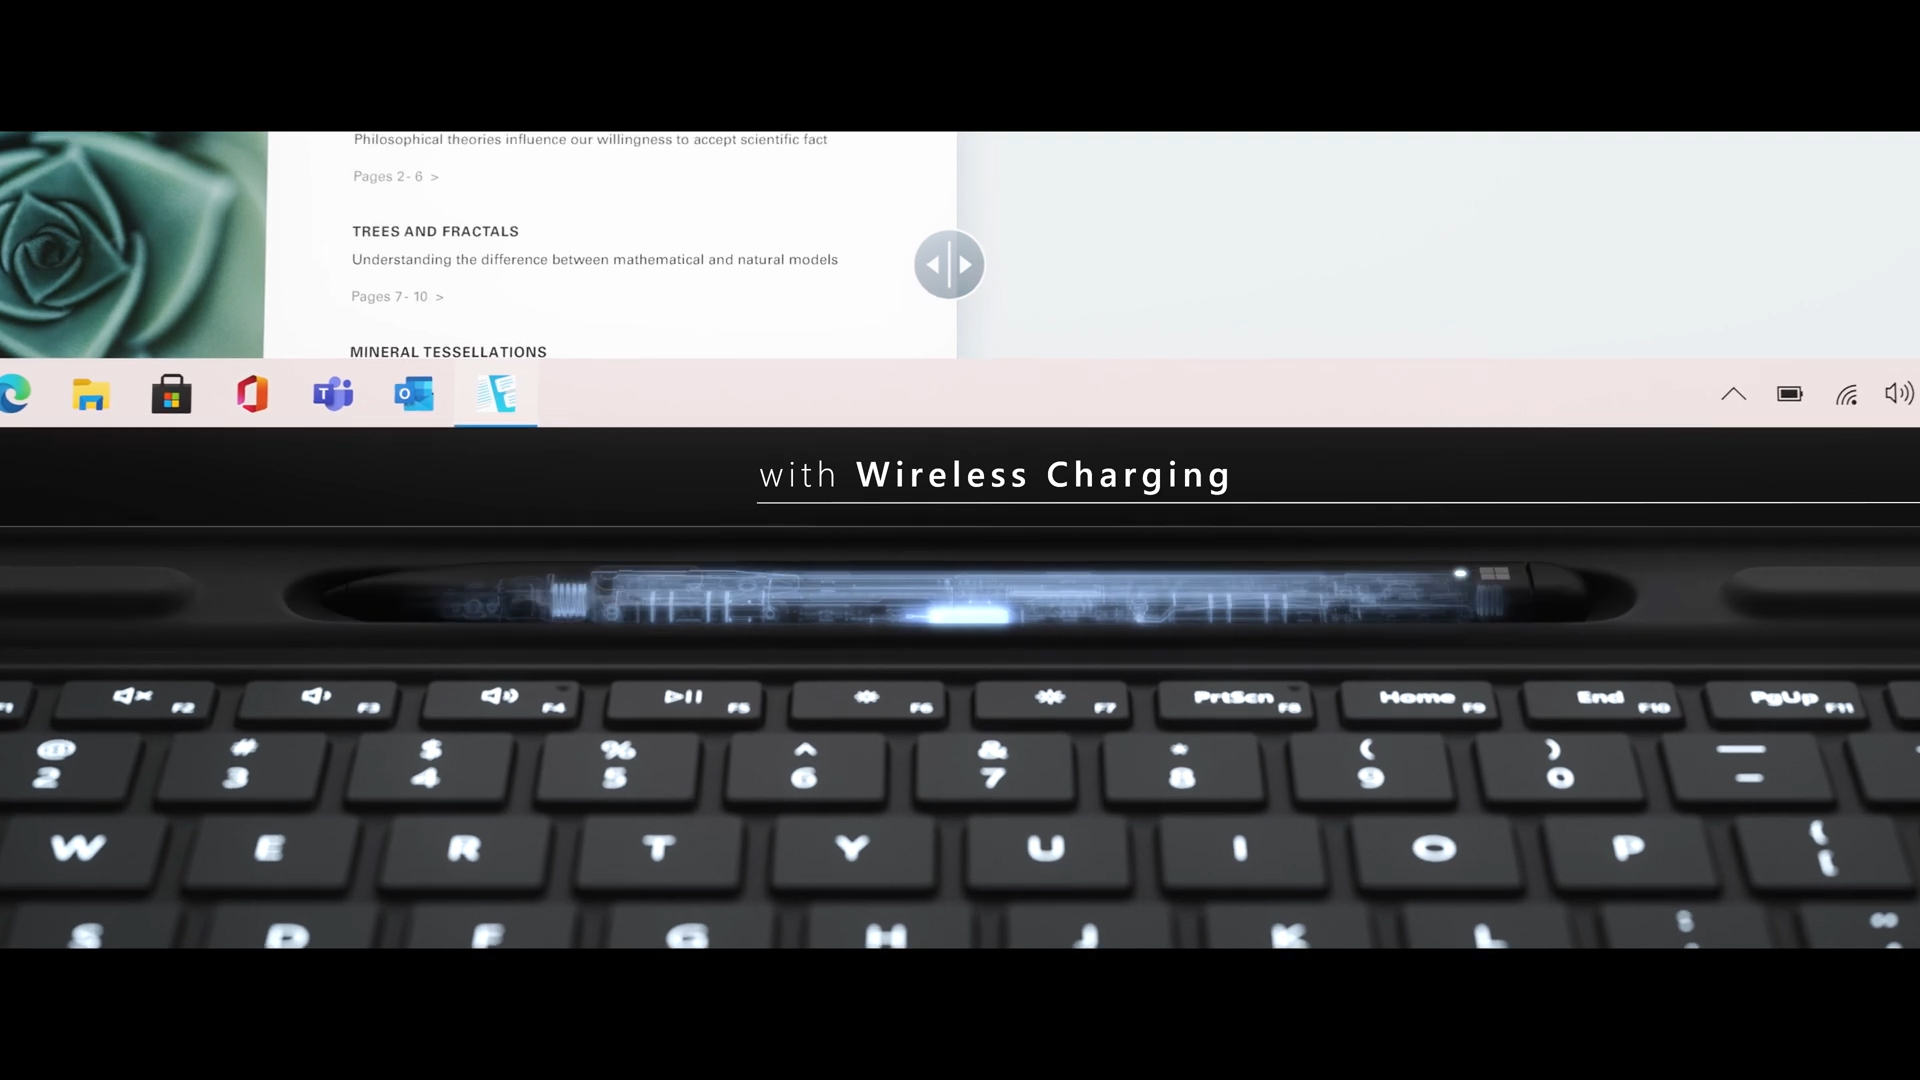 Philosophical theories influence our willingness to accept scientific fact
Pages 2 - 6 >
TREES AND FRACTALS
Understanding the difference between mathematical and natural models
Pages 7 - 10 >
MINERAL TESSELLATIONS
with Wireless Charging
F1 F2 F3 F4 F5 F6 F7 PrtScn F8 Home F9 End F10 PgUp F11
@ # $ % ^ & * ( ) —
2 3 4 5 6 7 8 9 0 -
W E R T Y U I O P {
[
S D F G H J K L :
;